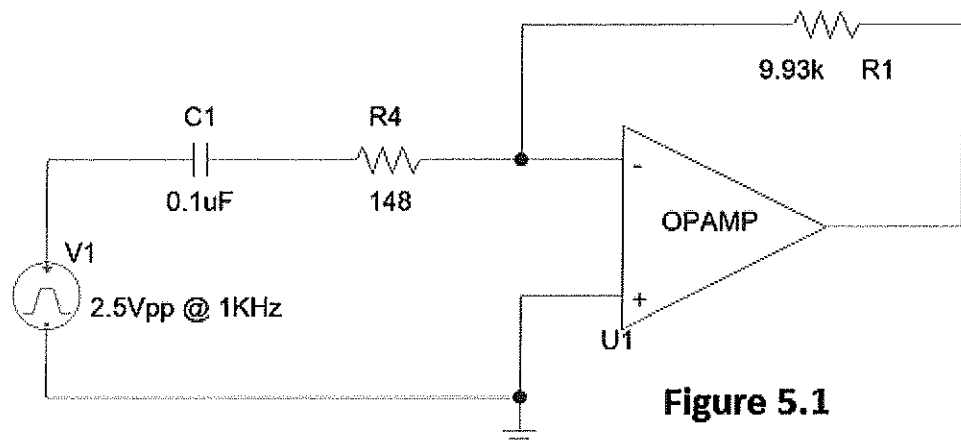 9.93k R1
C1 R4
0.1uF 148
-
OPAMP
V1
2.5Vpp @ 1KHz
+
U1
Figure 5.1